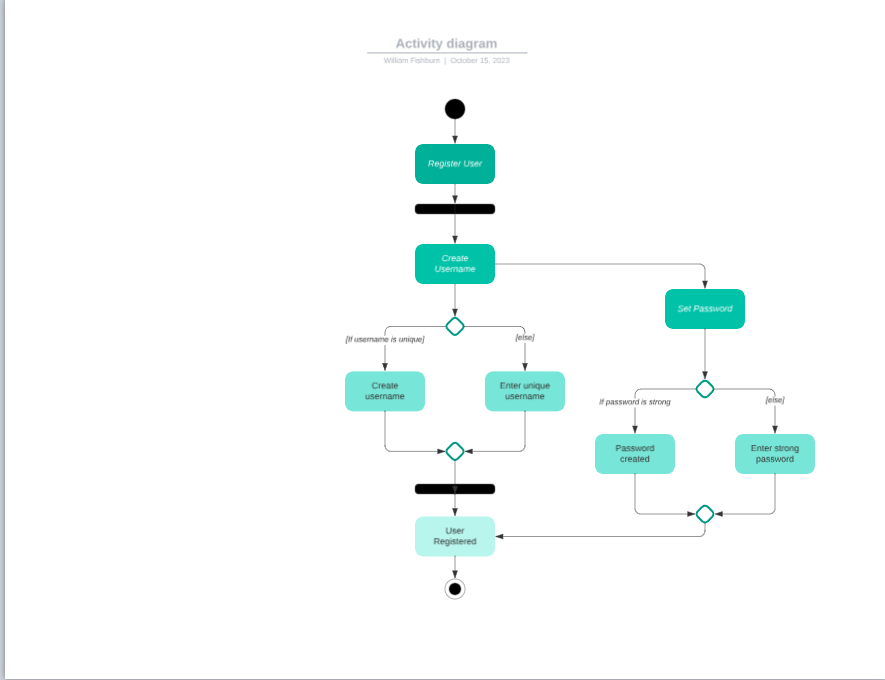 Activity diagram
William Fishburn | October 15, 2023
Register User
Create
Username
Set Password
[If username is unique]
[else]
Create
username
Enter unique
username
If password is strong
[else]
Password
created
Enter strong
password
User
Registered